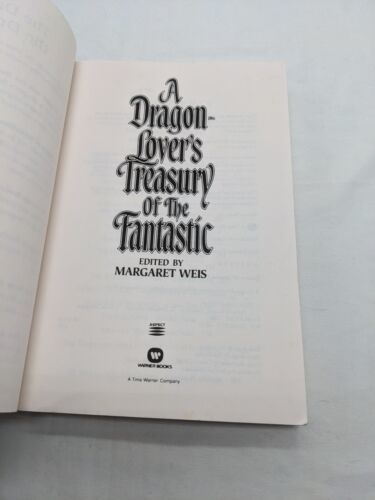 A
Dragon-
Lover's
Treasury
Of The
Fantastic
EDITED BY
MARGARET WEIS
ASPECT
WARNER BOOKS
A Time Warner Company